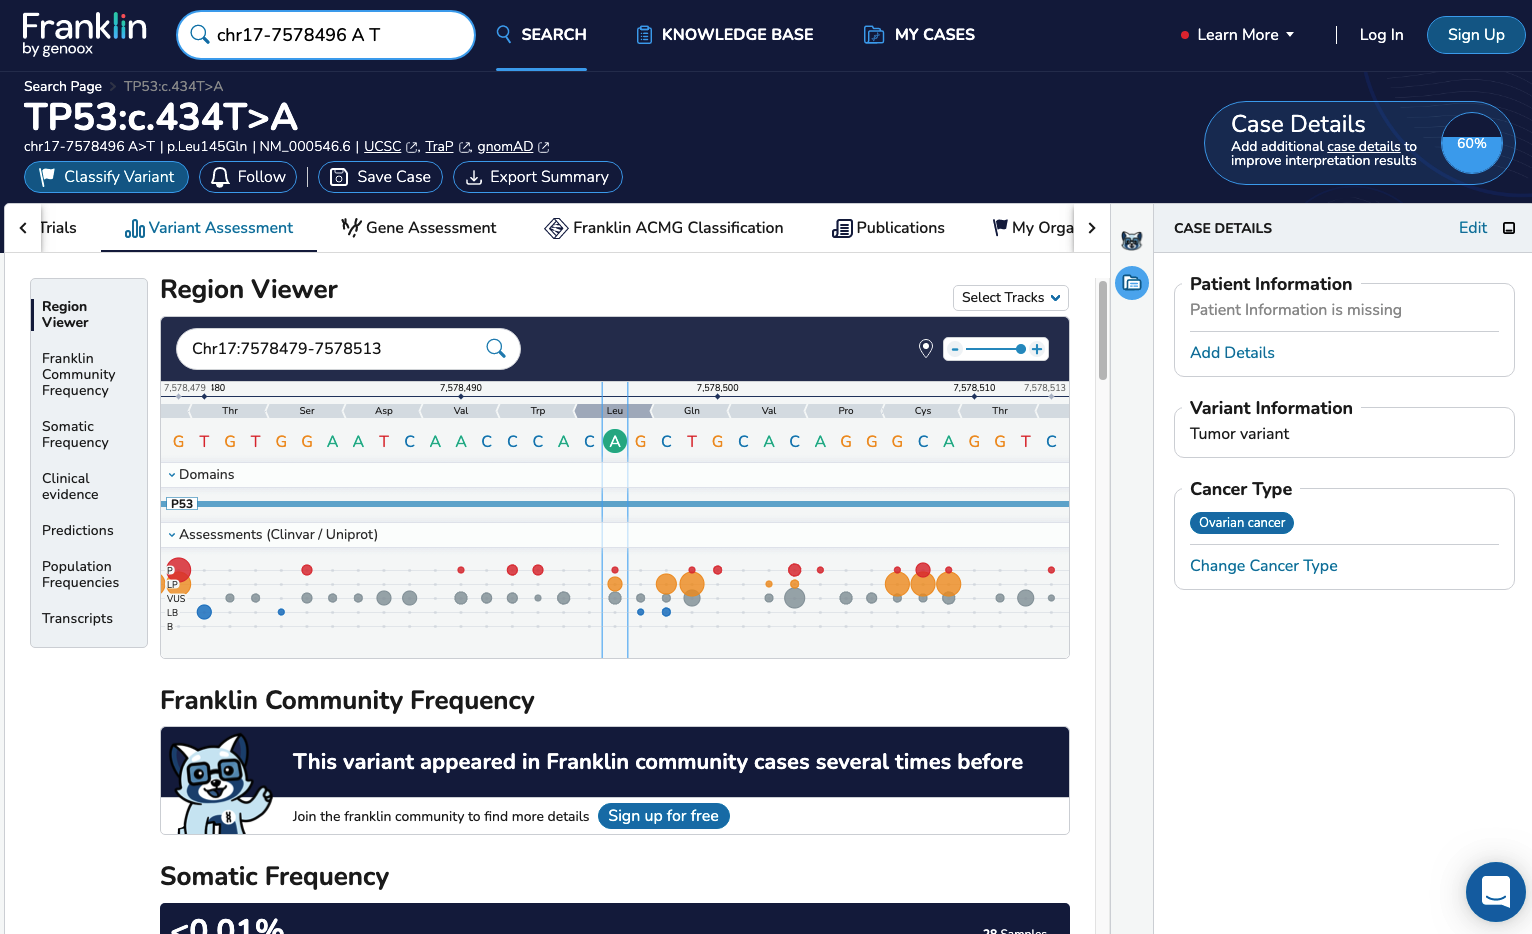 Franklin
by genoox
chr17-7578496 A T
SEARCH
KNOWLEDGE BASE
MY CASES
Learn More
Log In
Sign Up
Search Page > TP53:c.434T>A
TP53:c.434T>A
chr17-7578496 A>T | p.Leu145Gln | NM_000546.6 | UCSC , TraP , gnomAD
Classify Variant
Follow
Save Case
Export Summary
Case Details
Add additional case details to
improve interpretation results
60%
Trials
Variant Assessment
Gene Assessment
Franklin ACMG Classification
Publications
My Orga
CASE DETAILS
Edit
Region
Viewer
Franklin
Community
Frequency
Somatic
Frequency
Clinical
evidence
Predictions
Population
Frequencies
Transcripts
Region Viewer
Select Tracks
Chr17:7578479-7578513
- +
7,578,479 7,578,490 7,578,500 7,578,510 7,578,513
Thr Ser Asp Val Trp Leu Gln Val Pro Cys Thr
G T G T G G A A T C A A C C C A C A G C T G C A C A G G G C A G G T C
Domains
P53
Assessments (Clinvar / Uniprot)
P
LP
VUS
LB
B
Franklin Community Frequency
This variant appeared in Franklin community cases several times before
Join the franklin community to find more details
Sign up for free
Somatic Frequency
<0.01%
28 Samples
Patient Information
Patient Information is missing
Add Details
Variant Information
Tumor variant
Cancer Type
Ovarian cancer
Change Cancer Type